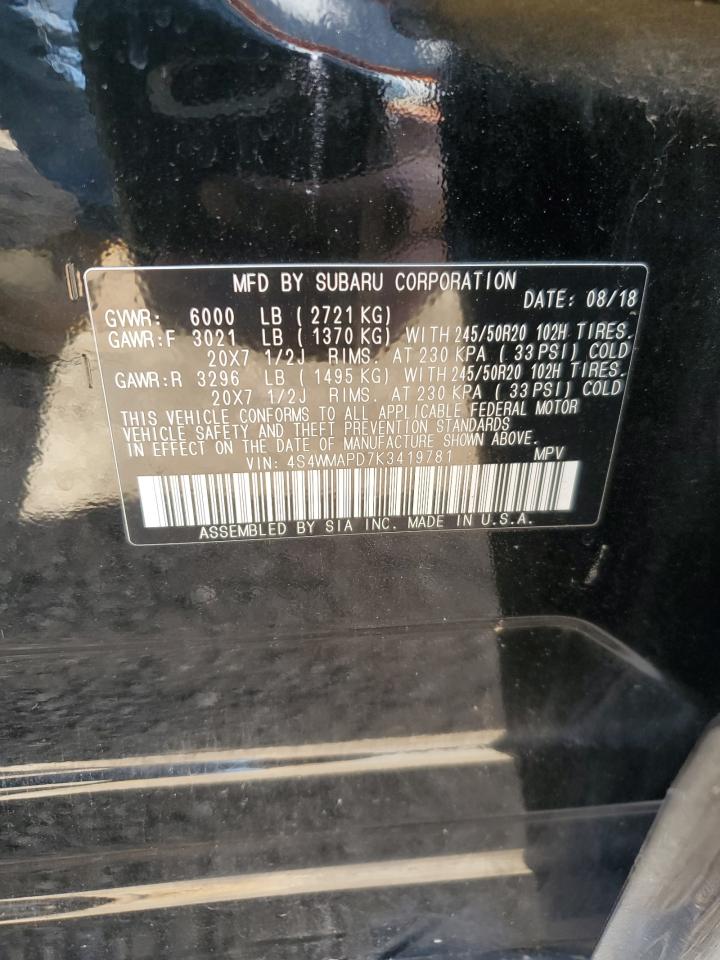 MFD BY SUBARU CORPORATION
DATE: 08/18
GVWR: 6000 LB ( 2721 KG)
GAWR:F 3021 LB ( 1370 KG) WITH 245/50R20 102H TIRES.
20X7 1/2J RIMS. AT 230 KPA ( 33 PSI) COLD
GAWR:R 3296 LB ( 1495 KG) WITH 245/50R20 102H TIRES.
20X7 1/2J RIMS. AT 230 KPA ( 33 PSI) COLD
THIS VEHICLE CONFORMS TO ALL APPLICABLE FEDERAL MOTOR
VEHICLE SAFETY AND THEFT PREVENTION STANDARDS
IN EFFECT ON THE DATE OF MANUFACTURE SHOWN ABOVE.
VIN: 4S4WMAPD7K3419781 MPV
ASSEMBLED BY SIA INC. MADE IN U.S.A.